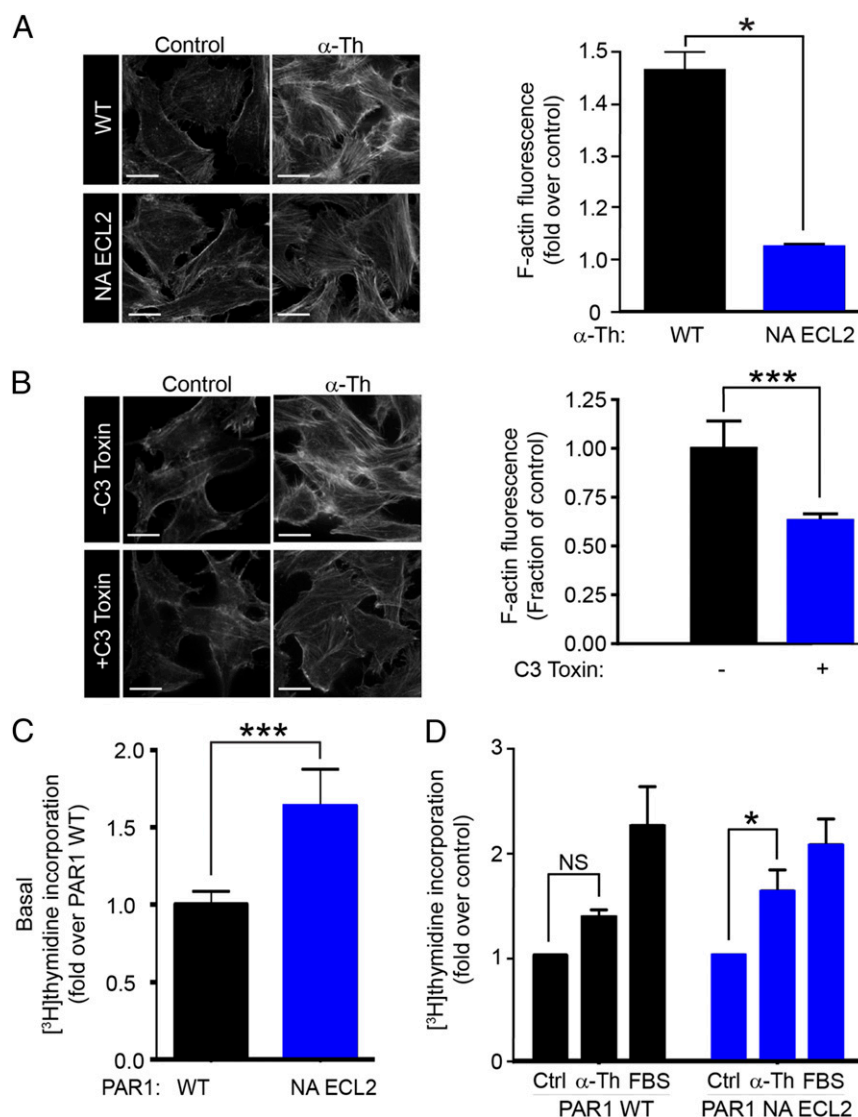 A
Control
α-Th
WT
NA ECL2
F-actin fluorescence
(fold over control)
1.5
1.4
1.3
1.2
1.0
0
*
α-Th: WT NA ECL2
B
Control
α-Th
-C3 Toxin
+C3 Toxin
F-actin fluorescence
(Fraction of control)
1.25
1.00
0.75
0.50
0.25
0.00
***
C3 Toxin: - +
C
Basal
[³H]thymidine incorporation
(fold over PAR1 WT)
2.0
1.5
1.0
0.5
0.0
***
PAR1: WT NA ECL2
D
[³H]thymidine incorporation
(fold over control)
3
2
1
0
NS
*
Ctrl α-Th FBS Ctrl α-Th FBS
PAR1 WT PAR1 NA ECL2